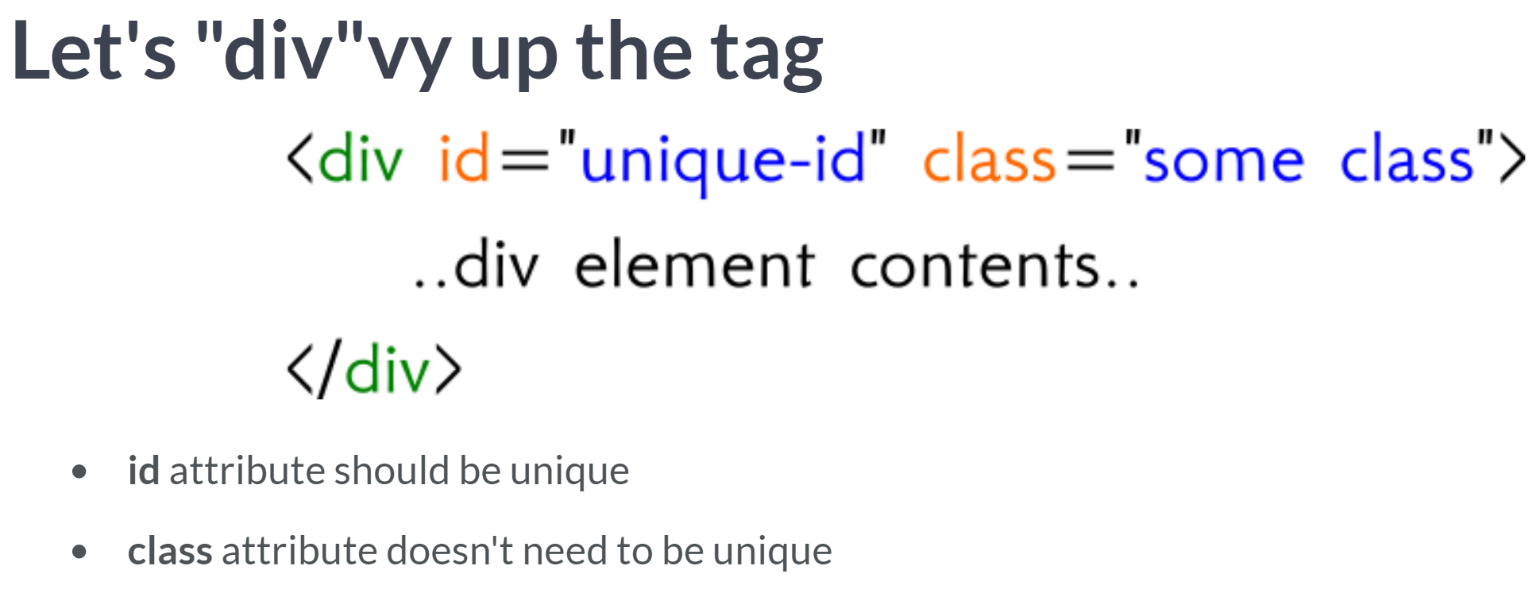 Let's "div"vy up the tag
<div id="unique-id" class="some class">
..div element contents..
</div>
• id attribute should be unique
• class attribute doesn't need to be unique